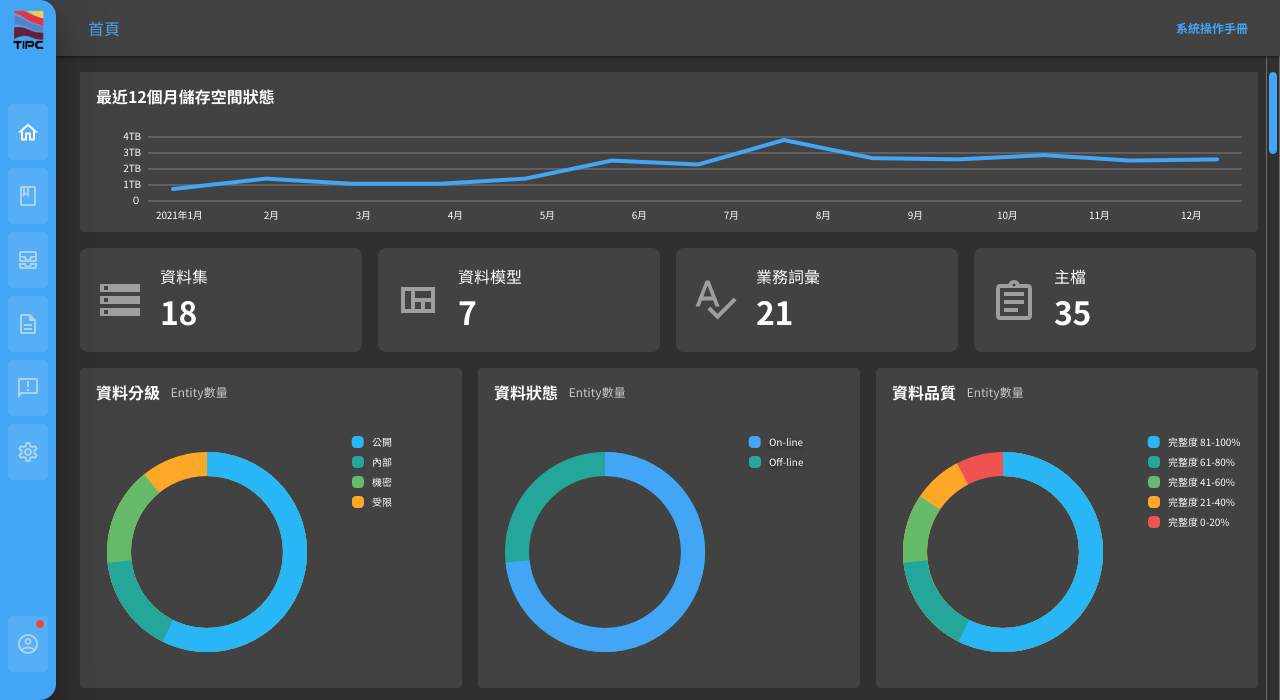 TIPC
首頁
系統操作手冊
最近12個月儲存空間狀態
4TB
3TB
2TB
1TB
0
2021年1月 2月 3月 4月 5月 6月 7月 8月 9月 10月 11月 12月
資料集
18
資料模型
7
業務詞彙
21
主檔
35
資料分級 Entity數量
公開
內部
機密
受限
資料狀態 Entity數量
On-line
Off-line
資料品質 Entity數量
完整度 81-100%
完整度 61-80%
完整度 41-60%
完整度 21-40%
完整度 0-20%